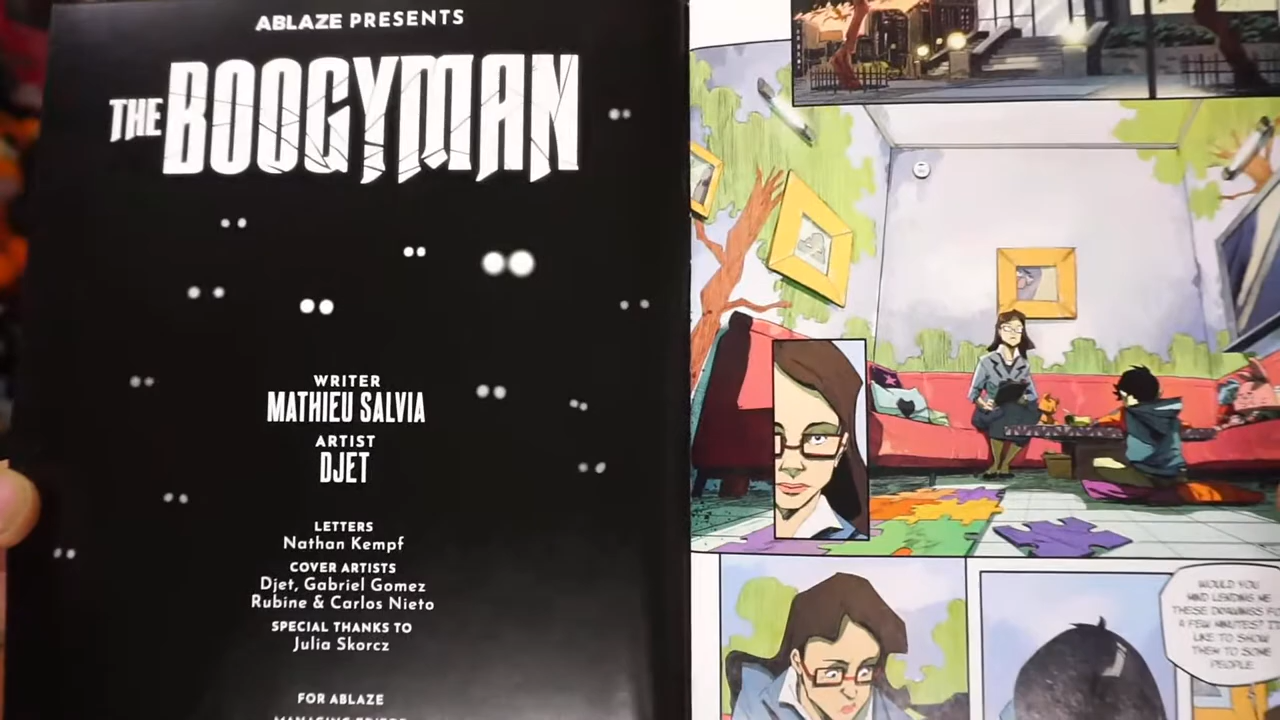 ABLAZE PRESENTS
THE BOOGYMAN
WRITER
MATHIEU SALVIA
ARTIST
DJET
LETTERS
Nathan Kempf
COVER ARTISTS
Djet, Gabriel Gomez
Rubine & Carlos Nieto
SPECIAL THANKS TO
Julia Skorcz
FOR ABLAZE
MANAGING EDITOR
WOULD YOU
MIND LENDING ME
THESE DRAWINGS
A FEW MINUTES?
LIKE TO SHOW
THEM TO SOME
PEOPLE.